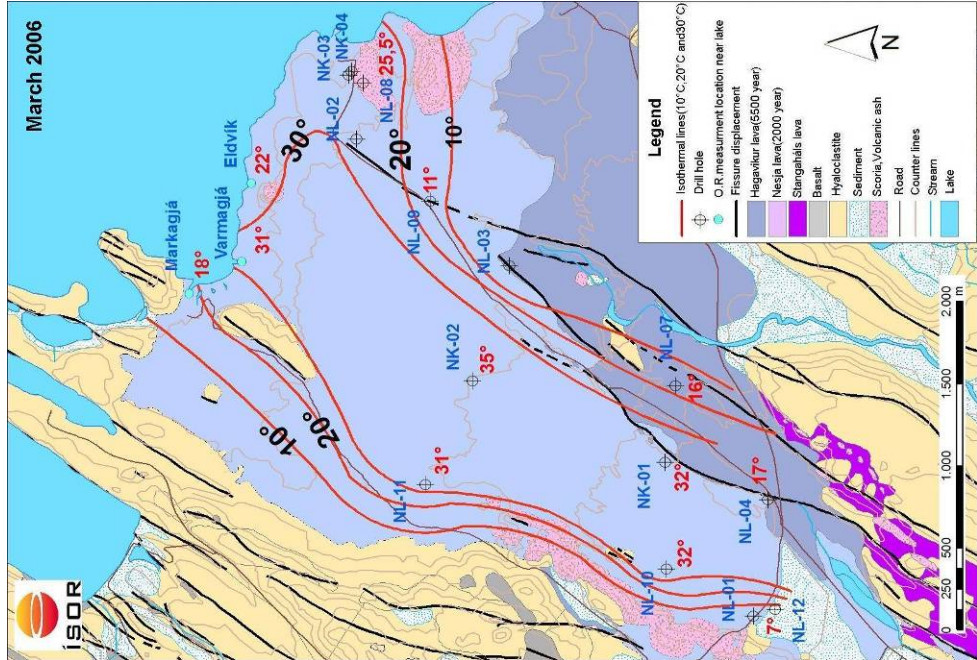 March 2006
ÍSOR
Markagjá
18°
Varmagjá
31°
Eldvík
22°
30°
NL-02
NK-03
NK-04
NL-08
25,5°
20°
10°
NL-09
11°
NL-03
NK-02
35°
10°
20°
NL-11
31°
NL-07
16°
NK-01
32°
NL-04
17°
NL-10
32°
NL-01
7°
NL-12
Legend
Isothermal lines(10°C,20°C and30°C)
Drill hole
O.R.measurment location near lake
Fissure displacement
Hagavikur lava(5500 year)
Nesja lava(2000 year)
Stangaháls lava
Basalt
Hyaloclastite
Sediment
Scoria,Volcanic ash
Road
Counter lines
Stream
Lake
N
0 250 500 1.000 1.500 2.000
m